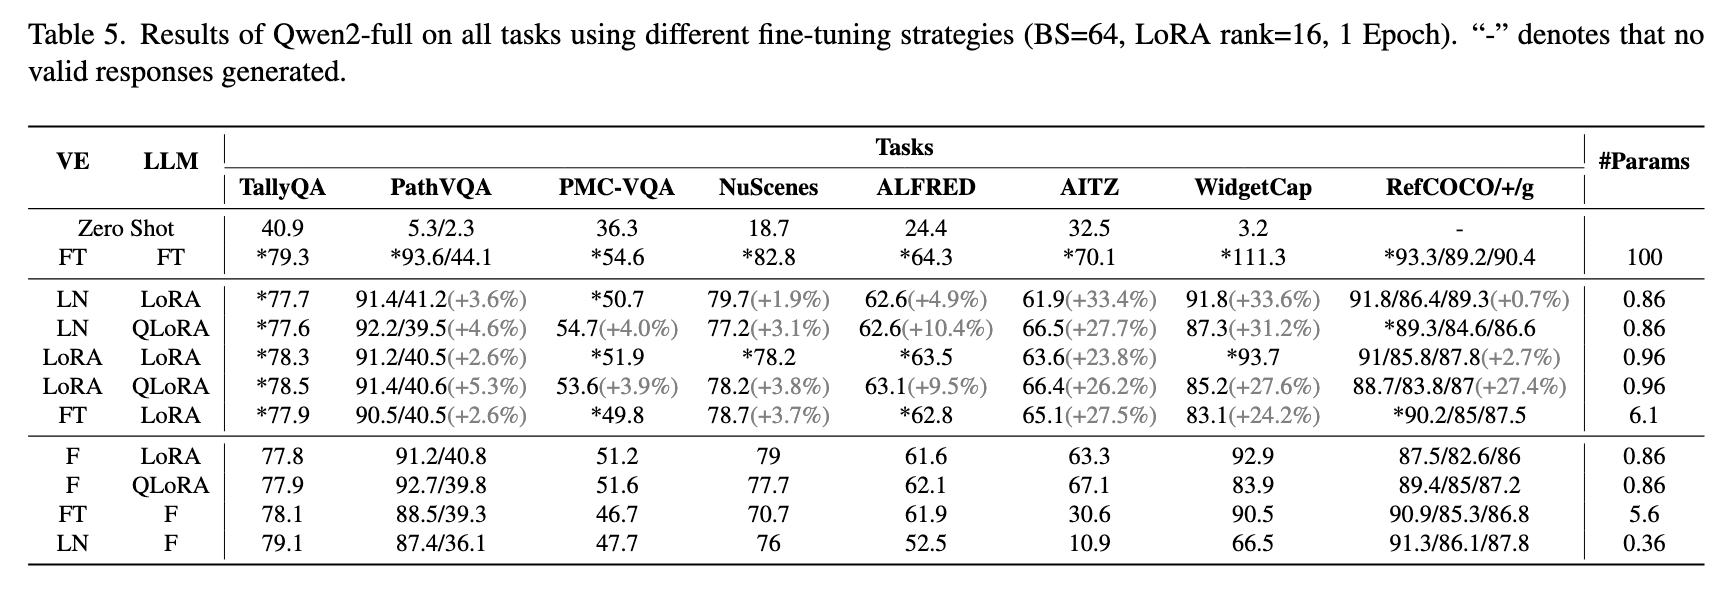 Table 5. Results of Qwen2-full on all tasks using different fine-tuning strategies (BS=64, LoRA rank=16, 1 Epoch). “-” denotes that no
valid responses generated.
VE LLM Tasks #Params
TallyQA PathVQA PMC-VQA NuScenes ALFRED AITZ WidgetCap RefCOCO/+/g
Zero Shot 40.9 5.3/2.3 36.3 18.7 24.4 32.5 3.2 -
FT FT *79.3 *93.6/44.1 *54.6 *82.8 *64.3 *70.1 *111.3 *93.3/89.2/90.4 100
LN LoRA *77.7 91.4/41.2(+3.6%) *50.7 79.7(+1.9%) 62.6(+4.9%) 61.9(+33.4%) 91.8(+33.6%) 91.8/86.4/89.3(+0.7%) 0.86
LN QLoRA *77.6 92.2/39.5(+4.6%) 54.7(+4.0%) 77.2(+3.1%) 62.6(+10.4%) 66.5(+27.7%) 87.3(+31.2%) *89.3/84.6/86.6 0.86
LoRA LoRA *78.3 91.2/40.5(+2.6%) *51.9 *78.2 *63.5 63.6(+23.8%) *93.7 91/85.8/87.8(+2.7%) 0.96
LoRA QLoRA *78.5 91.4/40.6(+5.3%) 53.6(+3.9%) 78.2(+3.8%) 63.1(+9.5%) 66.4(+26.2%) 85.2(+27.6%) 88.7/83.8/87(+27.4%) 0.96
FT LoRA *77.9 90.5/40.5(+2.6%) *49.8 78.7(+3.7%) *62.8 65.1(+27.5%) 83.1(+24.2%) *90.2/85/87.5 6.1
F LoRA 77.8 91.2/40.8 51.2 79 61.6 63.3 92.9 87.5/82.6/86 0.86
F QLoRA 77.9 92.7/39.8 51.6 77.7 62.1 67.1 83.9 89.4/85/87.2 0.86
FT F 78.1 88.5/39.3 46.7 70.7 61.9 30.6 90.5 90.9/85.3/86.8 5.6
LN F 79.1 87.4/36.1 47.7 76 52.5 10.9 66.5 91.3/86.1/87.8 0.36